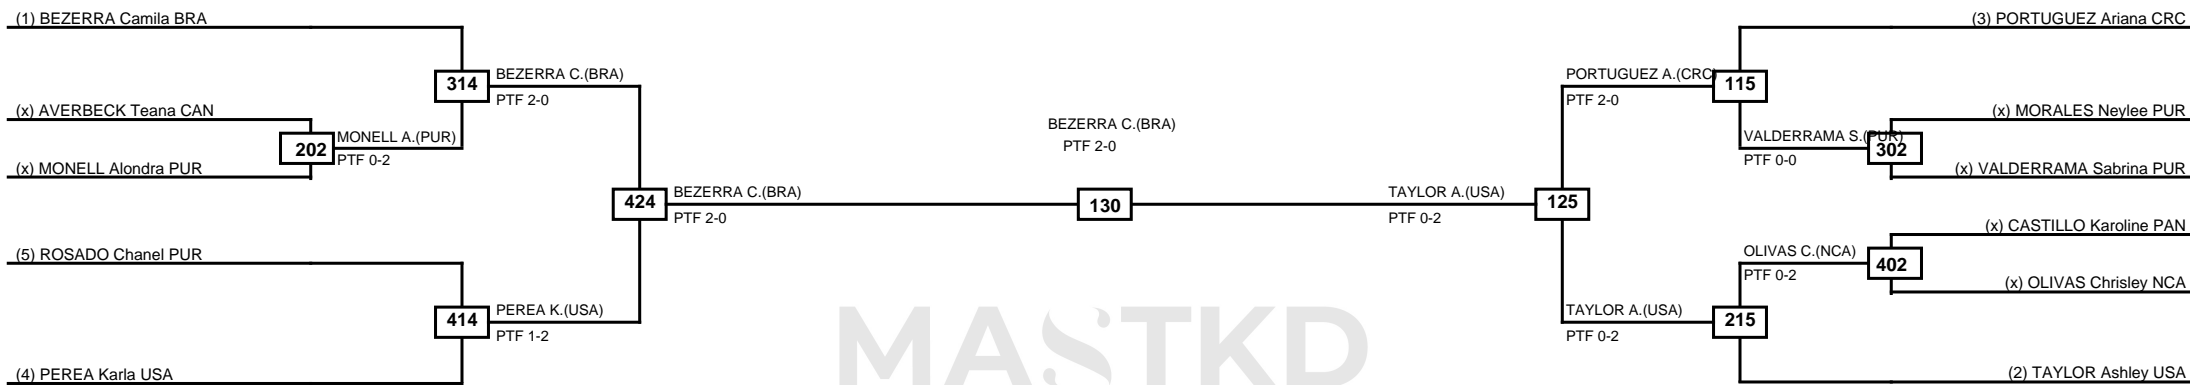 (1) BEZERRA Camila BRA
(x) AVERBECK Teana CAN
(x) MONELL Alondra PUR
(5) ROSADO Chanel PUR
(4) PEREA Karla USA
202
MONELL A.(PUR)
PTF 0-2
314
BEZERRA C.(BRA)
PTF 2-0
414
PEREA K.(USA)
PTF 1-2
424
BEZERRA C.(BRA)
PTF 2-0
BEZERRA C.(BRA)
PTF 2-0
130
TAYLOR A.(USA)
PTF 0-2
125
PORTUGUEZ A.(CRC)
PTF 2-0
115
TAYLOR A.(USA)
PTF 0-2
215
VALDERRAMA S.(PUR)
PTF 0-0
302
OLIVAS C.(NCA)
PTF 0-2
402
(3) PORTUGUEZ Ariana CRC
(x) MORALES Neylee PUR
(x) VALDERRAMA Sabrina PUR
(x) CASTILLO Karoline PAN
(x) OLIVAS Chrisley NCA
(2) TAYLOR Ashley USA
MASTKD